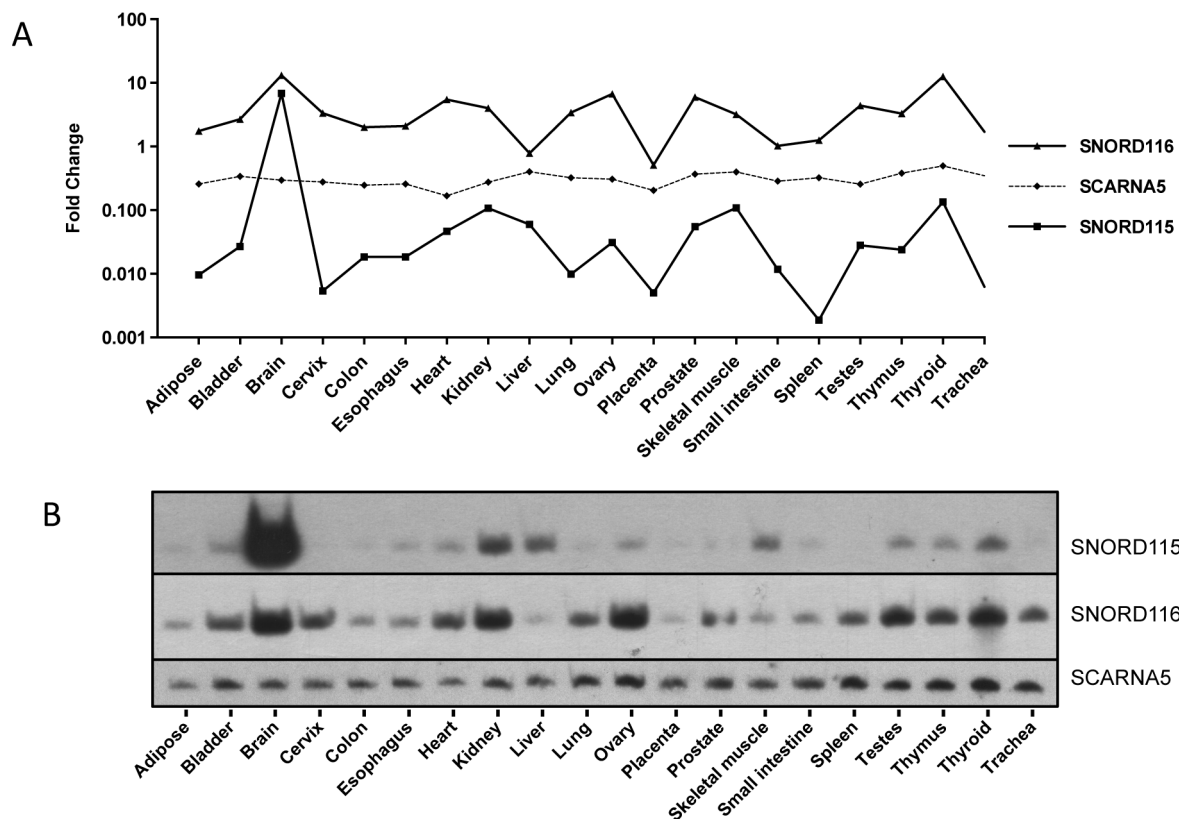 A
100
10
1
0.100
0.010
0.001
Fold Change
SNORD116
SCARNA5
SNORD115
Adipose
Bladder
Brain
Cervix
Colon
Esophagus
Heart
Kidney
Liver
Lung
Ovary
Placenta
Prostate
Skeletal muscle
Small intestine
Spleen
Testes
Thymus
Thyroid
Trachea
B
SNORD115
SNORD116
SCARNA5
Adipose
Bladder
Brain
Cervix
Colon
Esophagus
Heart
Kidney
Liver
Lung
Ovary
Placenta
Prostate
Skeletal muscle
Small intestine
Spleen
Testes
Thymus
Thyroid
Trachea